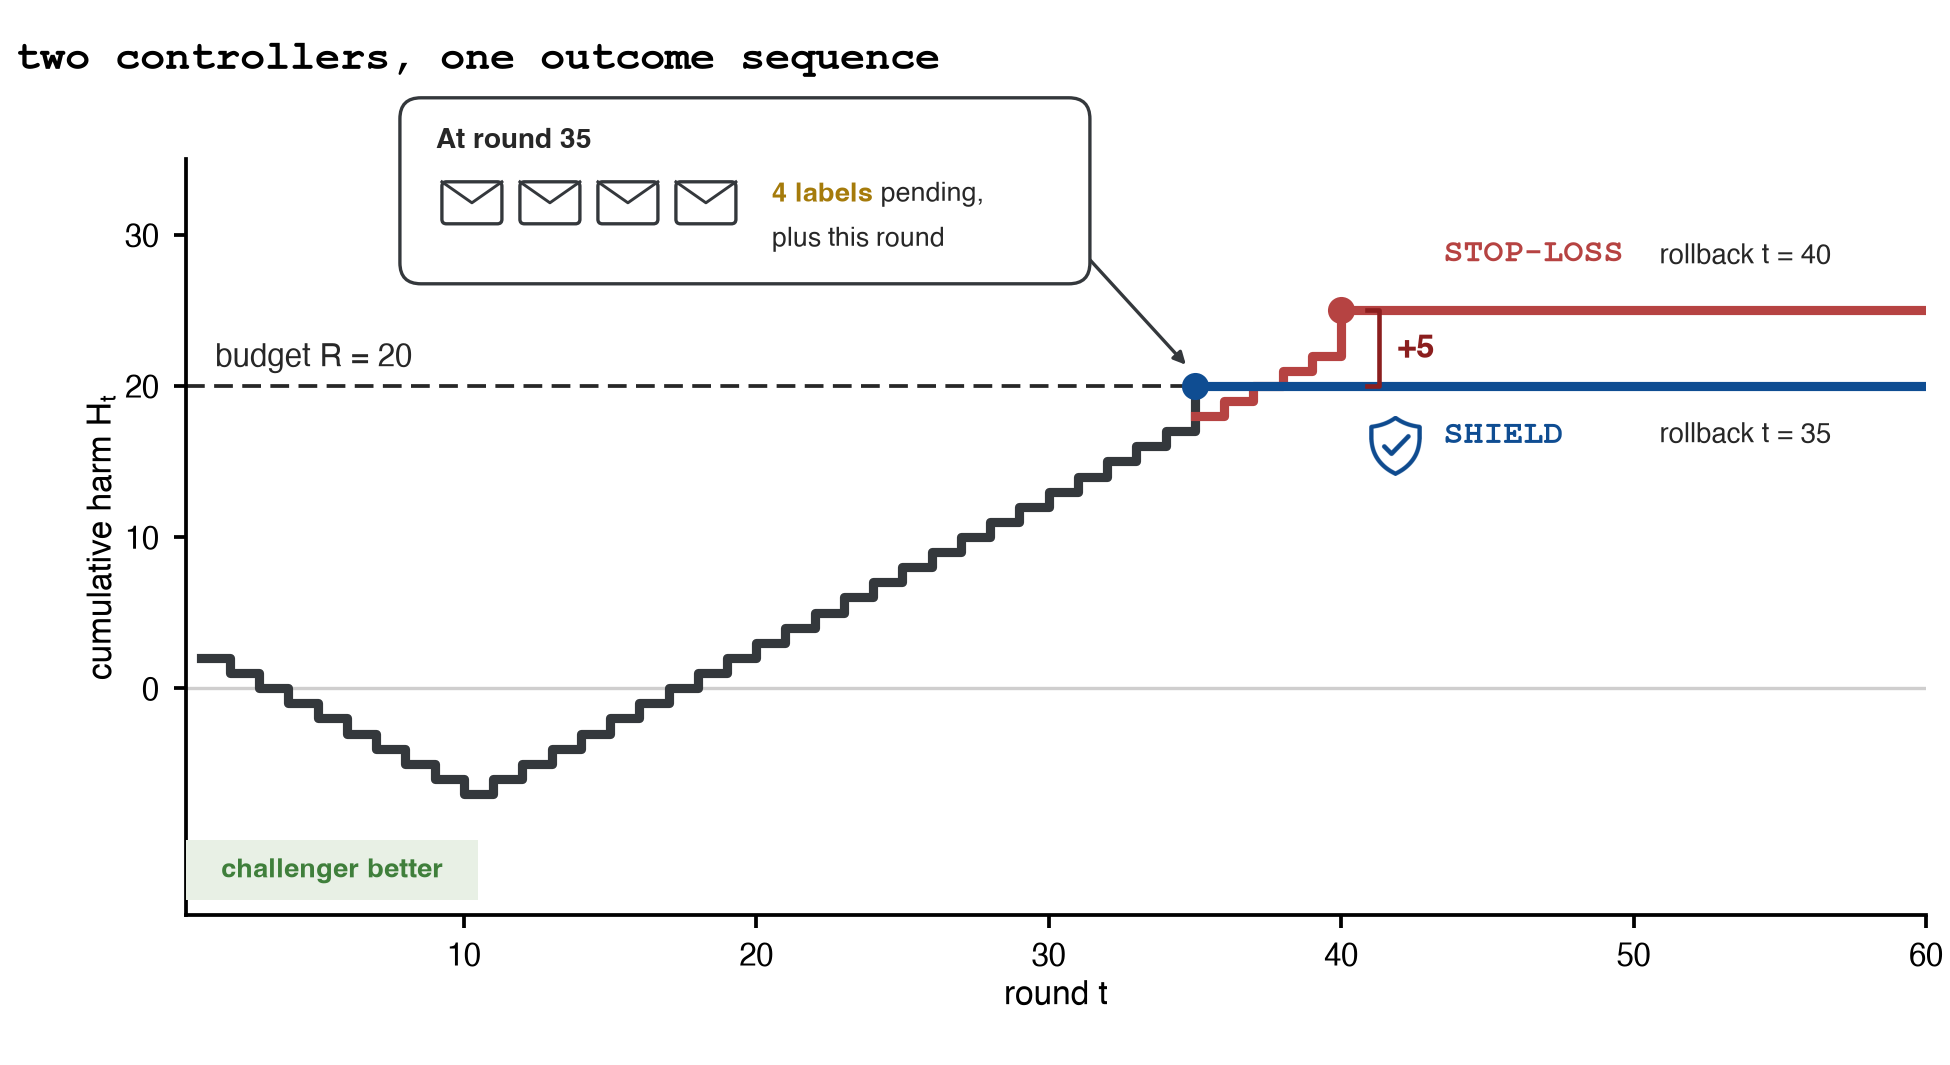 two controllers, one outcome sequence
At round 35
4 labels pending,
plus this round
30
STOP-LOSS rollback t = 40
budget R = 20
+5
20
SHIELD rollback t = 35
cumulative harm Hₜ
10
0
challenger better
10 20 30 40 50 60
round t